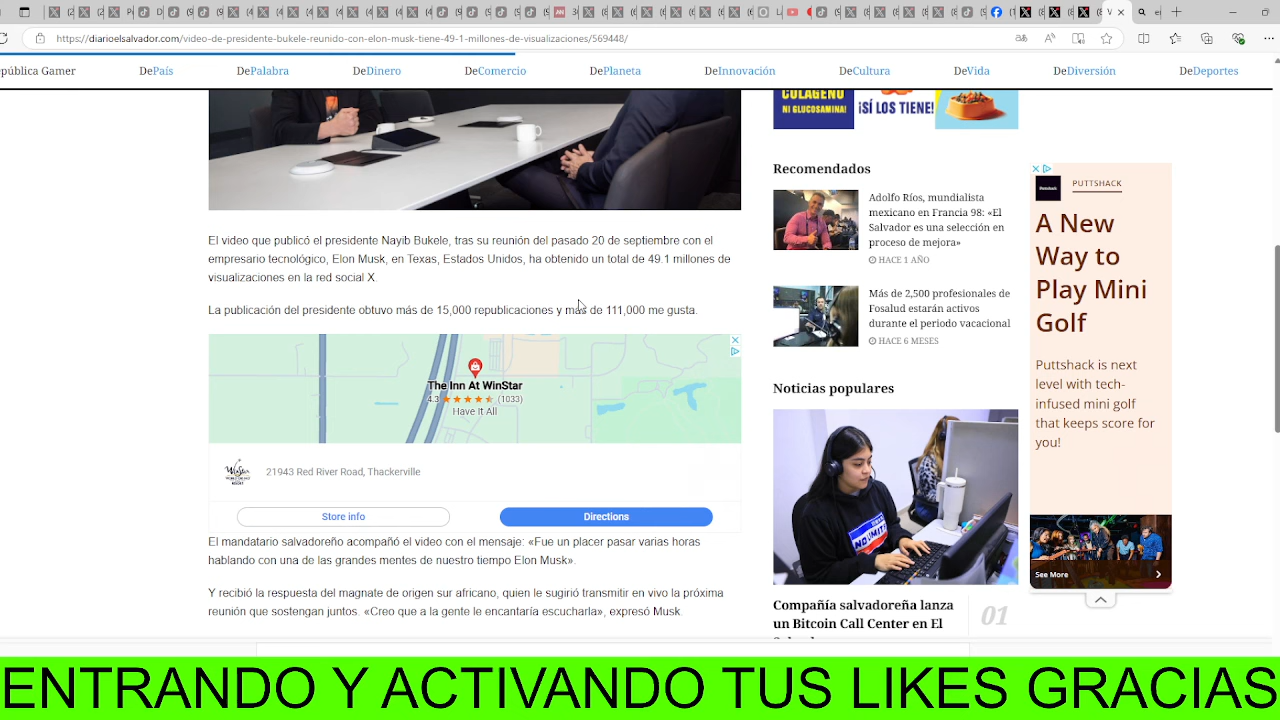 https://diarioelsalvador.com/video-de-presidente-bukele-reunido-con-elon-musk-tiene-49-1-millones-de-visualizaciones/569448/
pública Gamer
DePaís
DePalabra
DeDinero
DeComercio
DePlaneta
DeInnovación
DeCultura
DeVida
DeDiversión
DeDeportes
COLÁGENO
NI GLUCOSAMINA!
¡SÍ LOS TIENE!
El video que publicó el presidente Nayib Bukele, tras su reunión del pasado 20 de septiembre con el
empresario tecnológico, Elon Musk, en Texas, Estados Unidos, ha obtenido un total de 49.1 millones de
visualizaciones en la red social X.
La publicación del presidente obtuvo más de 15,000 republicaciones y más de 111,000 me gusta.
The Inn At WinStar
4.3 (1033)
Have It All
21943 Red River Road, Thackerville
Store info
Directions
El mandatario salvadoreño acompañó el video con el mensaje: «Fue un placer pasar varias horas
hablando con una de las grandes mentes de nuestro tiempo Elon Musk».
Y recibió la respuesta del magnate de origen sur africano, quien le sugirió transmitir en vivo la próxima
reunión que sostengan juntos. «Creo que a la gente le encantaría escucharla», expresó Musk.
Recomendados
Adolfo Ríos, mundialista
mexicano en Francia 98: «El
Salvador es una selección en
proceso de mejora»
HACE 1 AÑO
Más de 2,500 profesionales de
Fosalud estarán activos
durante el periodo vacacional
HACE 6 MESES
Noticias populares
Compañía salvadoreña lanza
un Bitcoin Call Center en El
01
PUTTSHACK
A New
Way to
Play Mini
Golf
Puttshack is next
level with tech-
infused mini golf
that keeps score for
you!
See More
ENTRANDO Y ACTIVANDO TUS LIKES GRACIAS